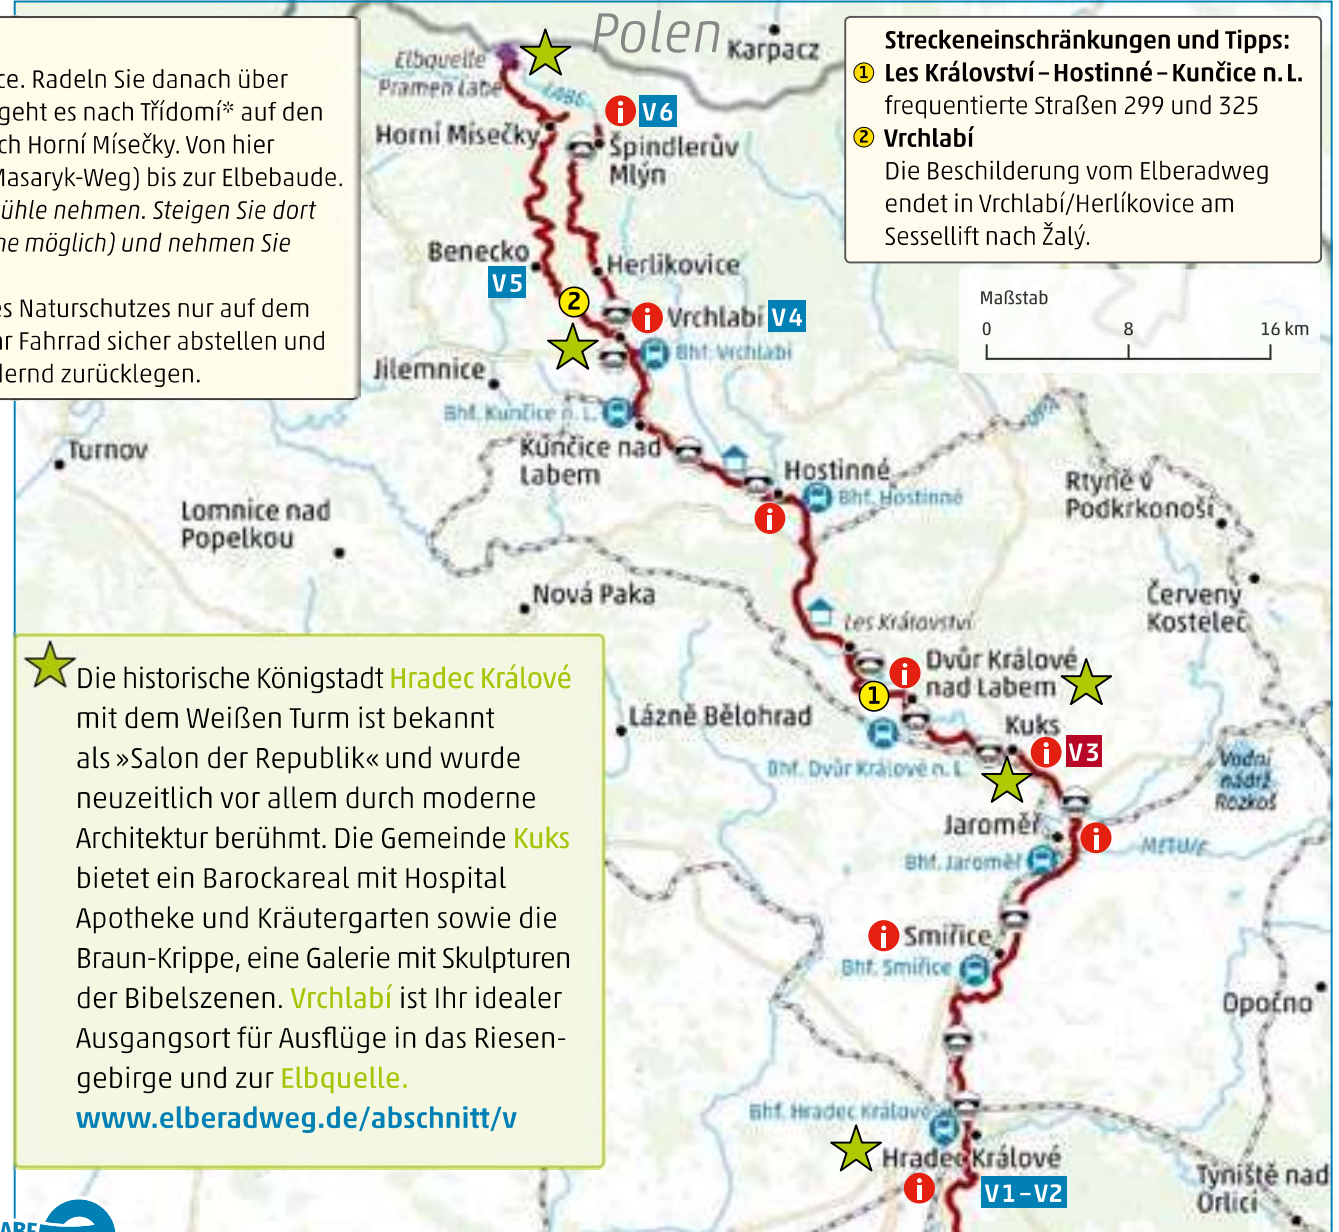 ce. Radeln Sie danach über
geht es nach Třídomí* auf den
ch Horní Mísečky. Von hier
Masaryk-Weg) bis zur Elbebaude.
ühle nehmen. Steigen Sie dort
ne möglich) und nehmen Sie
es Naturschutzes nur auf dem
hr Fahrrad sicher abstellen und
dernd zurücklegen.
Polen
Karpacz
Elbquelle
Pramen Labe
LABE
Horní Mísečky
V6
Špindlerův
Mlýn
Benecko
V5
Herlíkovice
2
Vrchlabí V4
Bhf. Vrchlabí
Jilemnice
Bhf. Kunčice n. L.
Kunčice nad
Labem
Streckeneinschränkungen und Tipps:
1 Les Království – Hostinné – Kunčice n. L.
frequentierte Straßen 299 und 325
2 Vrchlabí
Die Beschilderung vom Elberadweg
endet in Vrchlabí/Herlíkovice am
Sessellift nach Žalý.
Maßstab
0 8 16 km
Turnov
Lomnice nad
Popelkou
Hostinné
Bhf. Hostinné
ÚPA
Rtyně v
Podkrkonoší
Nová Paka
Červený
Kostelec
Les Království
Dvůr Králové
nad Labem
1
Lázně Bělohrad
Kuks
V3
Bhf. Dvůr Králové n. L.
Vodní
nádrž
Rozkoš
Jaroměř
METUJE
Bhf. Jaroměř
Smiřice
Bhf. Smiřice
Opočno
Bhf. Hradec Králové
Hradec Králové
V1–V2
Týniště nad
Orlicí
Die historische Königstadt Hradec Králové
mit dem Weißen Turm ist bekannt
als »Salon der Republik« und wurde
neuzeitlich vor allem durch moderne
Architektur berühmt. Die Gemeinde Kuks
bietet ein Barockareal mit Hospital
Apotheke und Kräutergarten sowie die
Braun-Krippe, eine Galerie mit Skulpturen
der Bibelszenen. Vrchlabí ist Ihr idealer
Ausgangsort für Ausflüge in das Riesen-
gebirge und zur Elbquelle.
www.elberadweg.de/abschnitt/v